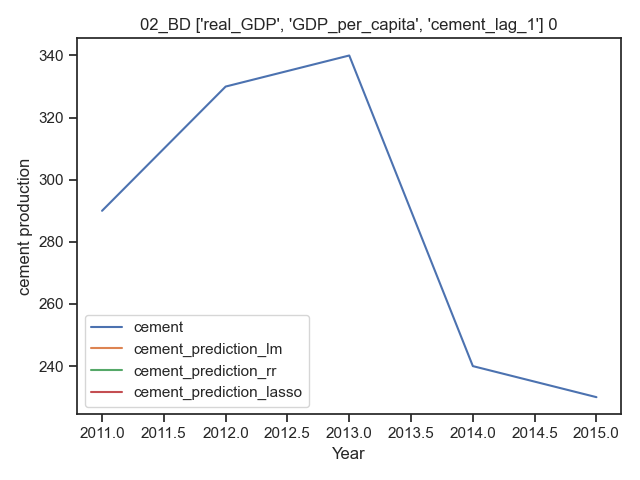 02_BD ['real_GDP', 'GDP_per_capita', 'cement_lag_1'] 0
340
320
300
280
260
240
cement production
cement
cement_prediction_lm
cement_prediction_rr
cement_prediction_lasso
2011.0 2011.5 2012.0 2012.5 2013.0 2013.5 2014.0 2014.5 2015.0
Year